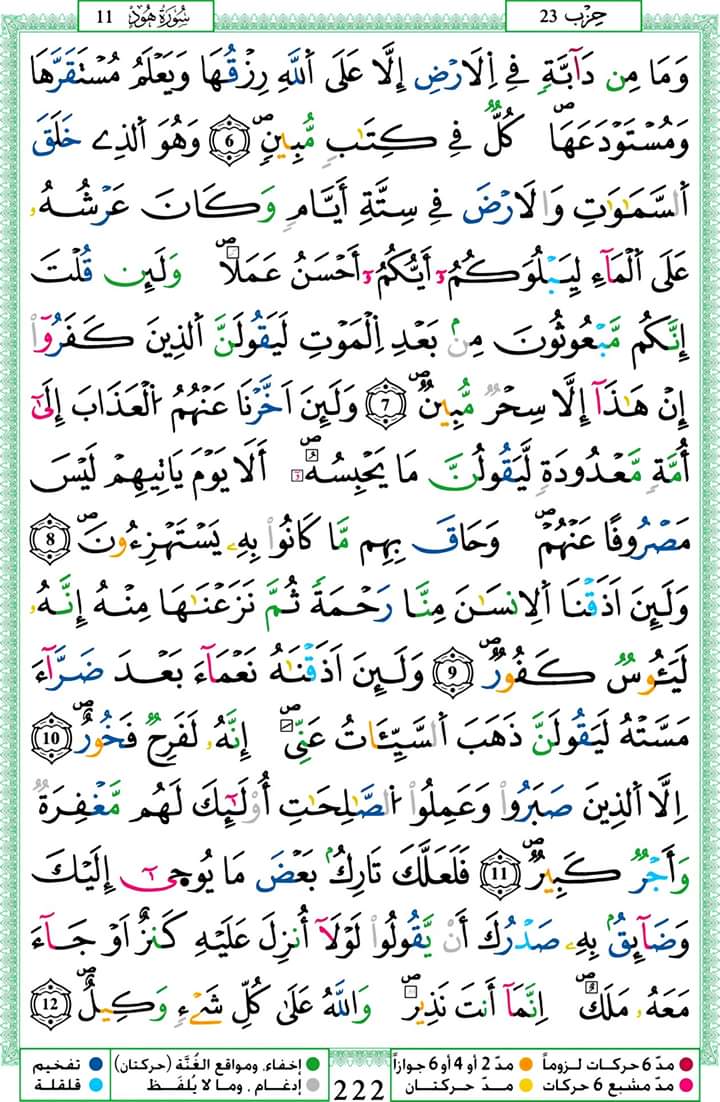 حِزْب 23
سُورَةُ هُودٍ 11
وَمَا مِن دَآبَّةٖ فِے اِ۬لَارْضِ إِلَّا عَلَى اَ۬للَّهِ رِزْقُهَا وَيَعْلَمُ مُسْتَقَرَّهَا
وَمُسْتَوْدَعَهَاۖ كُلّٞ فِے كِتَٰبٖ مُّبِينٖۖ 6 وَهُوَ اَ۬لذِے خَلَقَ
اَ۬لسَّمَٰوَٰتِ وَالَارْضَ فِے سِتَّةِ أَيَّامٖ وَكَانَ عَرْشُهُۥ
عَلَى اَ۬لْمَآءِ لِيَبْلُوَكُمُۥٓ أَيُّكُمُۥٓ أَحْسَنُ عَمَلاٗۖ وَلَئِن قُلْتَ
إِنَّكُم مَّبْعُوثُونَ مِنۢ بَعْدِ اِ۬لْمَوْتِ لَيَقُولَنَّ اَ۬لذِينَ كَفَرُوٓاْ
إِنْ هَٰذَآ إِلَّا سِحْرٞ مُّبِينٞۖ 7 وَلَئِنَ اَخَّرْنَا عَنْهُمُ اُ۬لْعَذَابَ إِلَىٰٓ
أُمَّةٖ مَّعْدُودَةٖ لَّيَقُولُنَّ مَا يَحْبِسُهُۥٓۖ أَلَا يَوْمَ يَاتِيهِمْ لَيْسَ
مَصْرُوفًا عَنْهُمْۖ وَحَاقَ بِهِم مَّا كَانُواْ بِهِۦ يَسْتَهْزِءُونَۖ 8
وَلَئِنَ اَذَقْنَا اَ۬لِانسَٰنَ مِنَّا رَحْمَةٗ ثُمَّ نَزَعْنَٰهَا مِنْهُ إِنَّهُۥ
لَيَـُٔوسٞ كَفُورٞۖ 9 وَلَئِنَ اَذَقْنَٰهُ نَعْمَآءَ بَعْدَ ضَرَّآءَ
مَسَّتْهُ لَيَقُولَنَّ ذَهَبَ اَ۬لسَّيِّـَٔاتُ عَنِّيٓۖ إِنَّهُۥ لَفَرِحٞ فَخُورٌۖ 10
اِلَّا اَ۬لذِينَ صَبَرُواْ وَعَمِلُواْ اُ۬لصَّٰلِحَٰتِ أُوْلَٰٓئِكَ لَهُم مَّغْفِرَةٞ
وَأَجْرٞ كَبِيرٞۖ 11 فَلَعَلَّكَ تَارِكُۢ بَعْضَ مَا يُوح۪ىٰٓ إِلَيْكَ
وَضَآئِقُۢ بِهِۦ صَدْرُكَ أَنْ يَّقُولُواْ لَوْلَآ أُنزِلَ عَلَيْهِ كَنزٌ اَوْ جَآءَ
مَعَهُۥ مَلَكٌۖ اِنَّمَآ أَنتَ نَذِيرٞۖ وَاللَّهُ عَلَىٰ كُلِّ شَےْءٖ وَكِيلٌۖ 12
مدّ 6 حركات لزوماً مدّ 2 أو 4 أو 6 جوازاً إخفاء، ومواقع الغُنَّة (حركتان) تفخيم
مدّ مشبع 6 حركات مدّ حركتان إدغام، وما لا يُلفَظ قلقلة
222